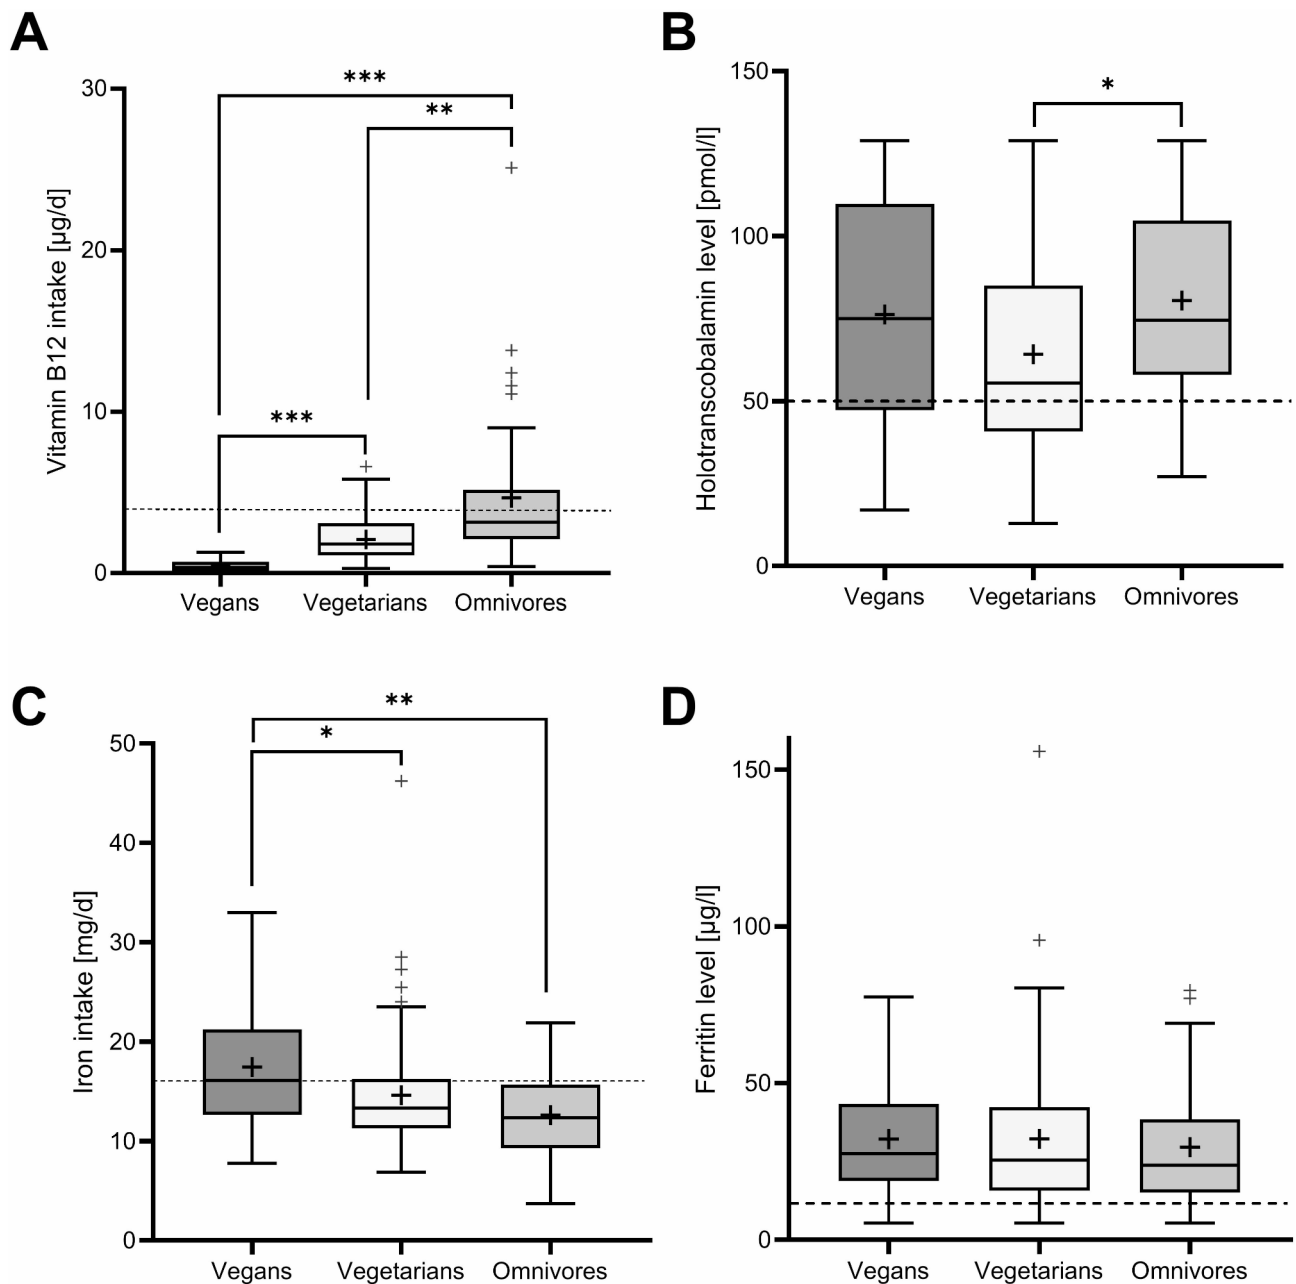 A
Vitamin B12 intake [µg/d]
30
20
10
0
***
**
***
Vegans
Vegetarians
Omnivores
B
Holotranscobalamin level [pmol/l]
150
100
50
0
*
Vegans
Vegetarians
Omnivores
C
Iron intake [mg/d]
50
40
30
20
10
0
**
*
Vegans
Vegetarians
Omnivores
D
Ferritin level [µg/l]
150
100
50
0
Vegans
Vegetarians
Omnivores